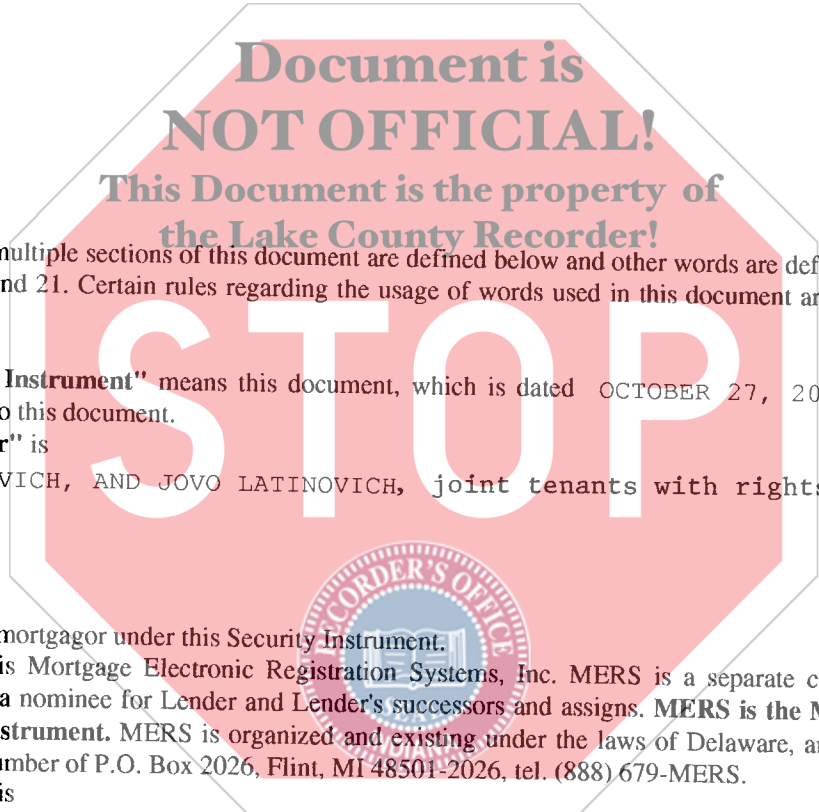 Document is
NOT OFFICIAL!
This Document is the property of
the Lake County Recorder!
multiple sections of this document are defined below and other words are def
nd 21. Certain rules regarding the usage of words used in this document ar
STOP
Instrument" means this document, which is dated OCTOBER 27, 20
o this document.
r" is
VICH, AND JOVO LATINOVICH, joint tenants with rights
RECORDER'S OFFICE
mortgagor under this Security Instrument.
is Mortgage Electronic Registration Systems, Inc. MERS is a separate c
a nominee for Lender and Lender's successors and assigns. MERS is the M
SEAL
strument. MERS is organized and existing under the laws of Delaware, an
umber of P.O. Box 2026, Flint, MI 48501-2026, tel. (888) 679-MERS.
is